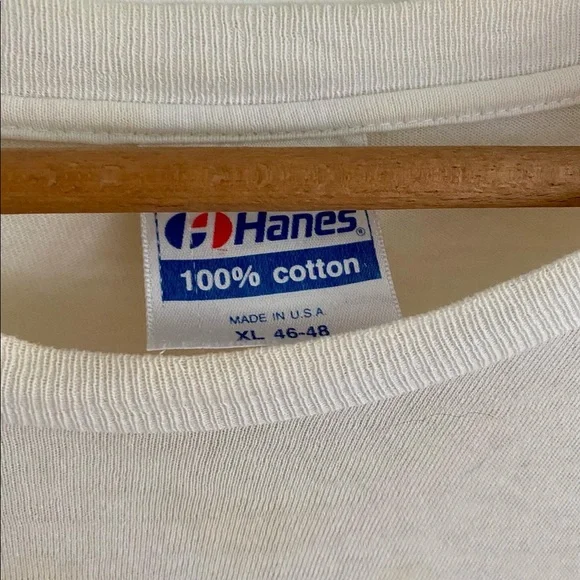 Hanes®
100% cotton
MADE IN U.S.A
XL 46-48